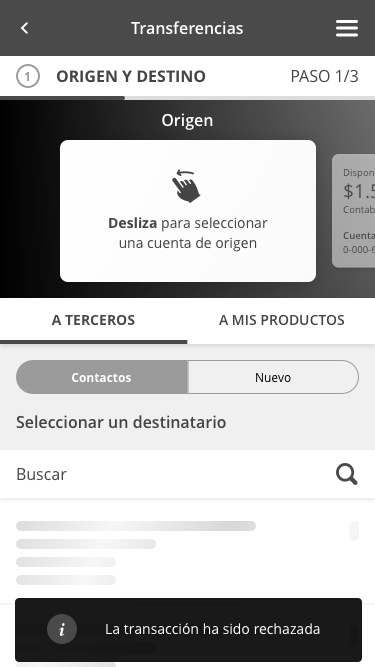 Transferencias
1 ORIGEN Y DESTINO PASO 1/3
Origen
Desliza para seleccionar
una cuenta de origen
Dispon
$1.5
Contab
Cuenta
0-000-6
A TERCEROS A MIS PRODUCTOS
Contactos Nuevo
Seleccionar un destinatario
Buscar
i La transacción ha sido rechazada